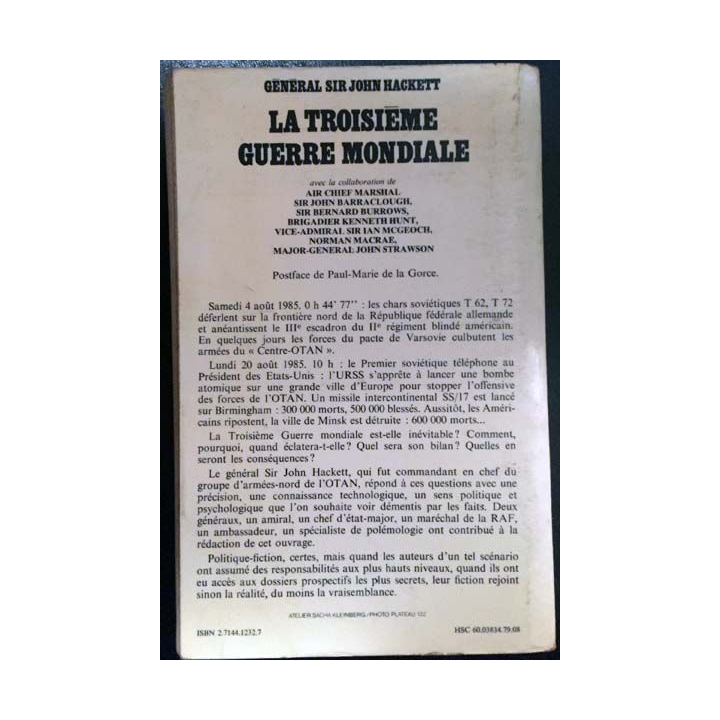 GÉNÉRAL SIR JOHN HACKETT
LA TROISIÈME
GUERRE MONDIALE
avec la collaboration de
AIR CHIEF MARSHAL
SIR JOHN BARRACLOUGH,
SIR BERNARD BURROWS,
BRIGADIER KENNETH HUNT,
VICE-ADMIRAL SIR IAN MCGEOCH,
NORMAN MACRAE,
MAJOR-GENERAL JOHN STRAWSON
Postface de Paul-Marie de la Gorce.
Samedi 4 août 1985, 0 h 44' 77'' : les chars soviétiques T 62, T 72
déferlent sur la frontière nord de la République fédérale allemande
et anéantissent le IIIe escadron du IIe régiment blindé américain.
En quelques jours les forces du pacte de Varsovie culbutent les
armées du « Centre-OTAN ».
Lundi 20 août 1985. 10 h : le Premier soviétique téléphone au
Président des Etats-Unis : l'URSS s'apprête à lancer une bombe
atomique sur une grande ville d'Europe pour stopper l'offensive
des forces de l'OTAN. Un missile intercontinental SS/17 est lancé
sur Birmingham : 300 000 morts, 500 000 blessés. Aussitôt, les Améri-
cains ripostent, la ville de Minsk est détruite : 600 000 morts...
La Troisième Guerre mondiale est-elle inévitable ? Comment,
pourquoi, quand éclatera-t-elle ? Quel sera son bilan ? Quelles en
seront les conséquences ?
Le général Sir John Hackett, qui fut commandant en chef du
groupe d'armées-nord de l'OTAN, répond à ces questions avec une
précision, une connaissance technologique, un sens politique et
psychologique que l'on souhaite voir démentis par les faits. Deux
généraux, un amiral, un chef d'état-major, un maréchal de la RAF,
un ambassadeur, un spécialiste de polémologie ont contribué à la
rédaction de cet ouvrage.
Politique-fiction, certes, mais quand les auteurs d'un tel scénario
ont assumé des responsabilités aux plus hauts niveaux, quand ils ont
eu accès aux dossiers prospectifs les plus secrets, leur fiction rejoint
sinon la réalité, du moins la vraisemblance.
ATELIER SACHA KLEINBERG/PHOTO PLATEAU 122
ISBN 2.7144.1232.7
HSC 60.03834.79.08